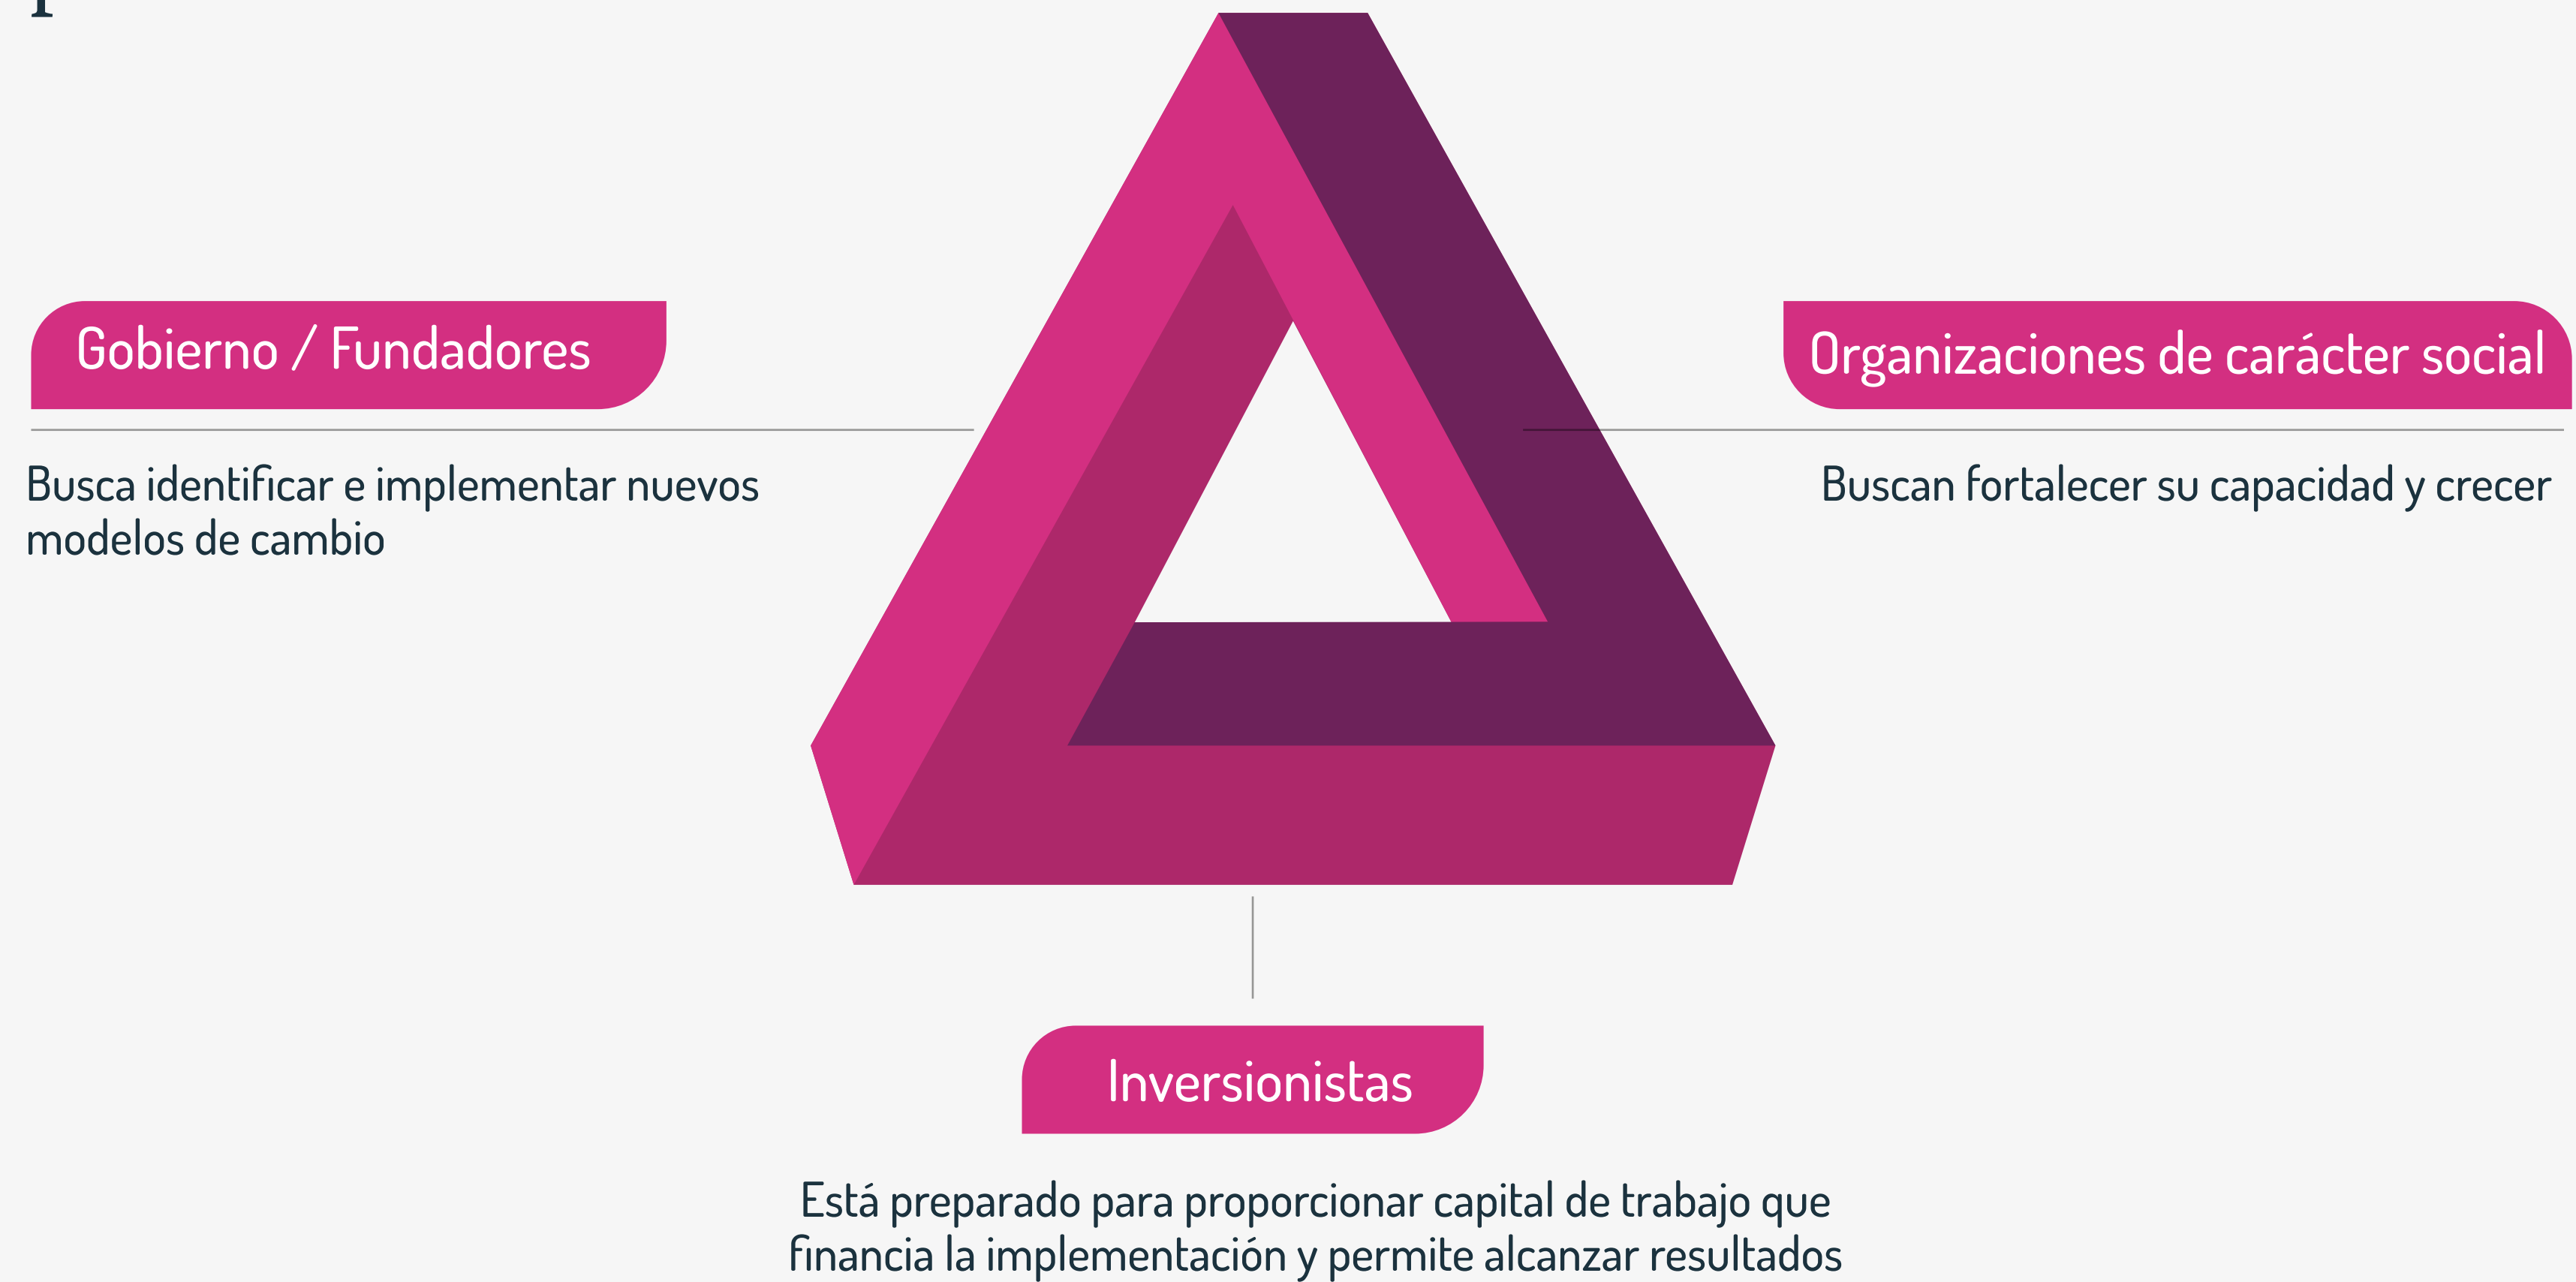 Gobierno / Fundadores
Busca identificar e implementar nuevos
modelos de cambio
Organizaciones de carácter social
Buscan fortalecer su capacidad y crecer
Inversionistas
Está preparado para proporcionar capital de trabajo que
financia la implementación y permite alcanzar resultados